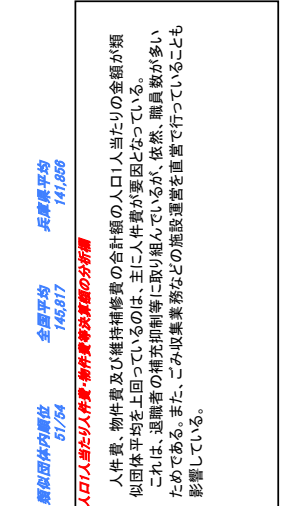 類似団体内順位 全国平均 兵庫県平均
51/54 145,817 141,856
人口1人当たり人件費・物件費等決算額の分析欄
人件費、物件費及び維持補修費の合計額の人口1人当たりの金額が類
似団体平均を上回っているのは、主に人件費が要因となっている。
これは、退職者の補充抑制等に取り組んでいるが、依然、職員数が多い
ためである。また、ごみ収集業務などの施設運営を直営で行っていることも
影響している。